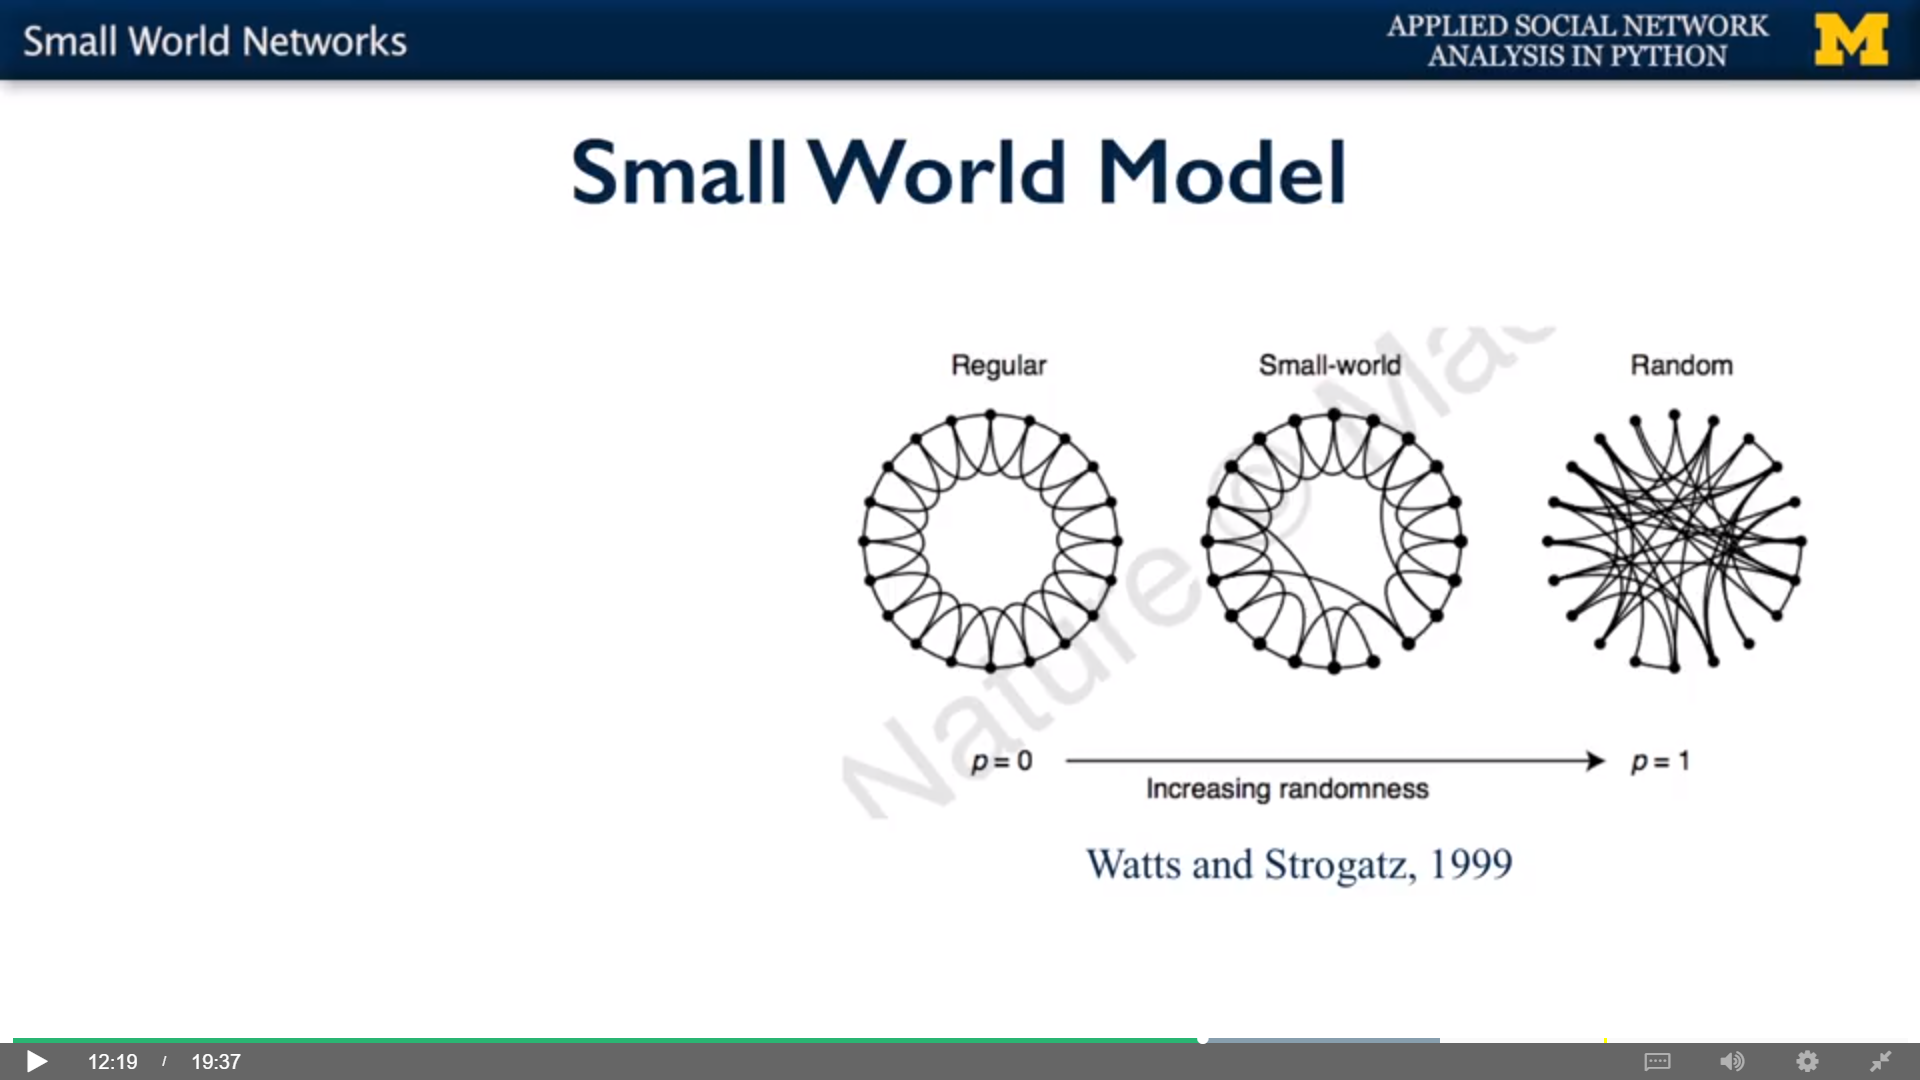 Small World Networks
APPLIED SOCIAL NETWORK
ANALYSIS IN PYTHON
M
Small World Model
Regular
Small-world
Random
Nature © Mac
p = 0
p = 1
Increasing randomness
Watts and Strogatz, 1999
12:19 / 19:37